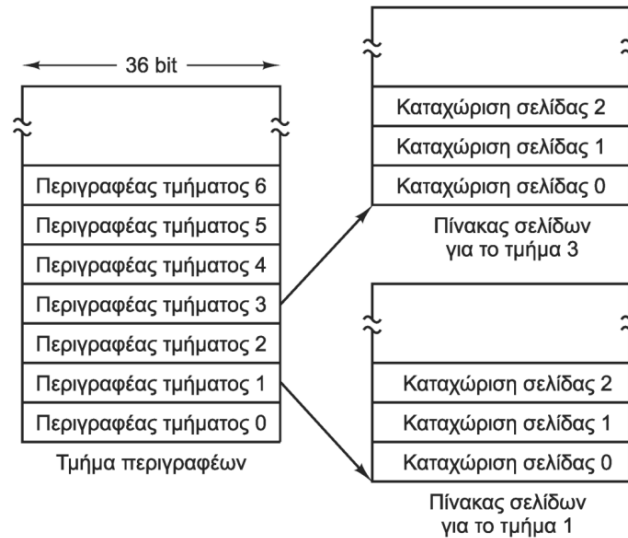 36 bit
Περιγραφέας τμήματος 6
Περιγραφέας τμήματος 5
Περιγραφέας τμήματος 4
Περιγραφέας τμήματος 3
Περιγραφέας τμήματος 2
Περιγραφέας τμήματος 1
Περιγραφέας τμήματος 0
Τμήμα περιγραφέων
Καταχώριση σελίδας 2
Καταχώριση σελίδας 1
Καταχώριση σελίδας 0
Πίνακας σελίδων
για το τμήμα 3
Καταχώριση σελίδας 2
Καταχώριση σελίδας 1
Καταχώριση σελίδας 0
Πίνακας σελίδων
για το τμήμα 1